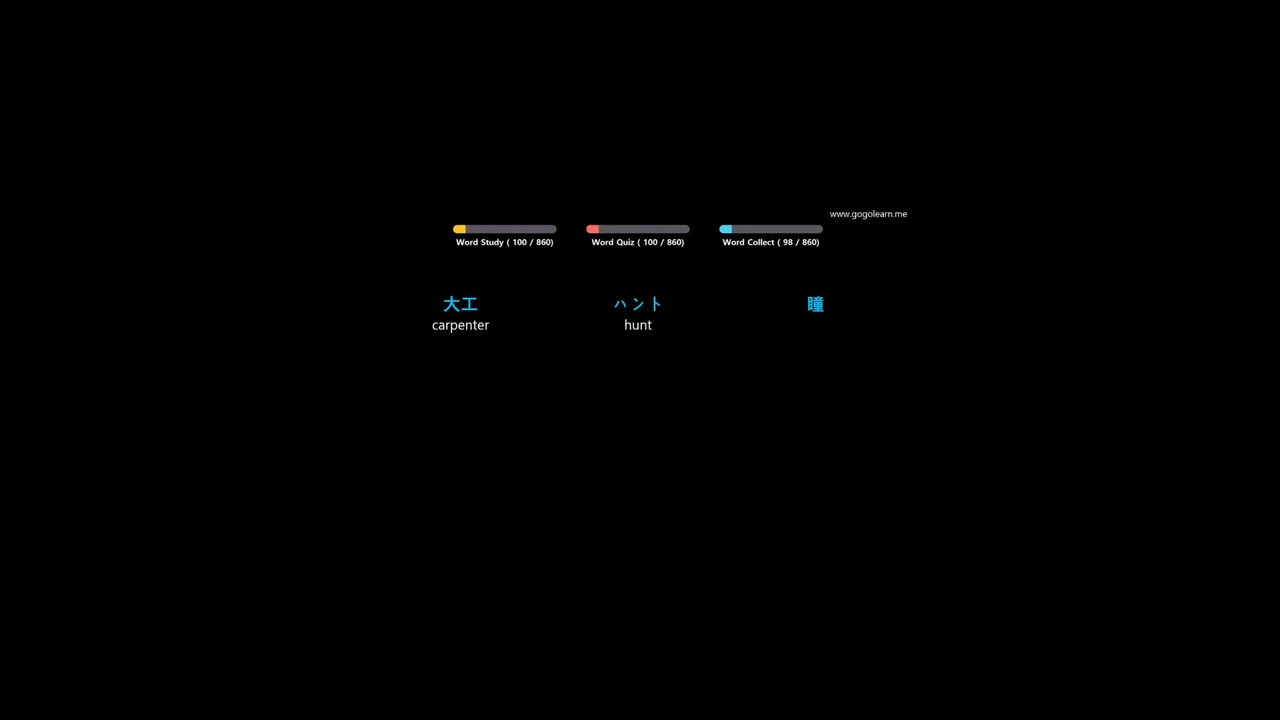 www.gogolearn.me
Word Study ( 100 / 860)
Word Quiz ( 100 / 860)
Word Collect ( 98 / 860)
大工
carpenter
ハント
hunt
瞳